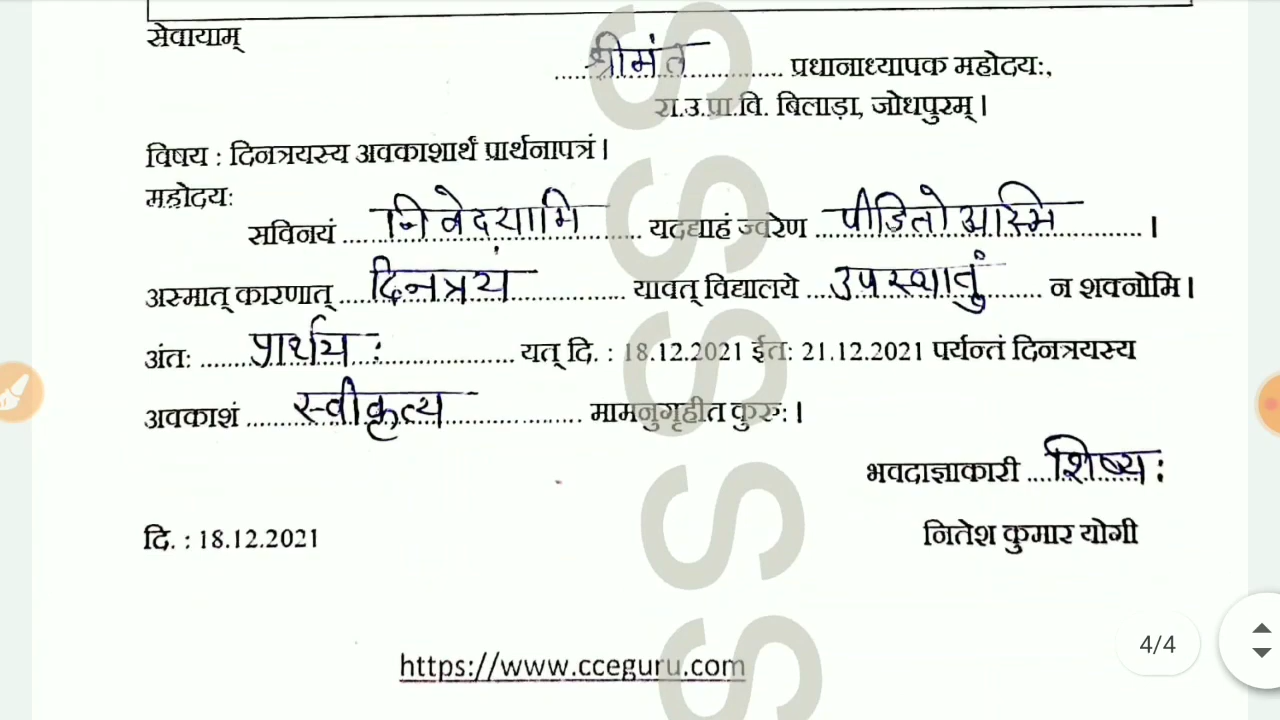 सेवायाम्
श्रीमंत प्रधानाध्यापक महोदय:,
रा.उ.प्रा.वि. बिलाड़ा, जोधपुरम् ।
विषय : दिनत्रयस्य अवकाशार्थं प्रार्थनापत्रं ।
महोदय:
सविनयं निवेदयामि यदद्याहं ज्वरेण पीडितो अस्मि ।
अस्मात् कारणात् दिनत्रयं यावत् विद्यालये उपस्थातुं न शक्नोमि ।
अंत: प्रार्थय: यत् दि. : 18.12.2021 ईत: 21.12.2021 पर्यन्तं दिनत्रयस्य
अवकाशं स्वीकृत्य मामनुगृहीत कुरु: ।
भवदाज्ञाकारी शिष्य:
दि. : 18.12.2021 नितेश कुमार योगी
https://www.cceguru.com
4/4
S S S S S S